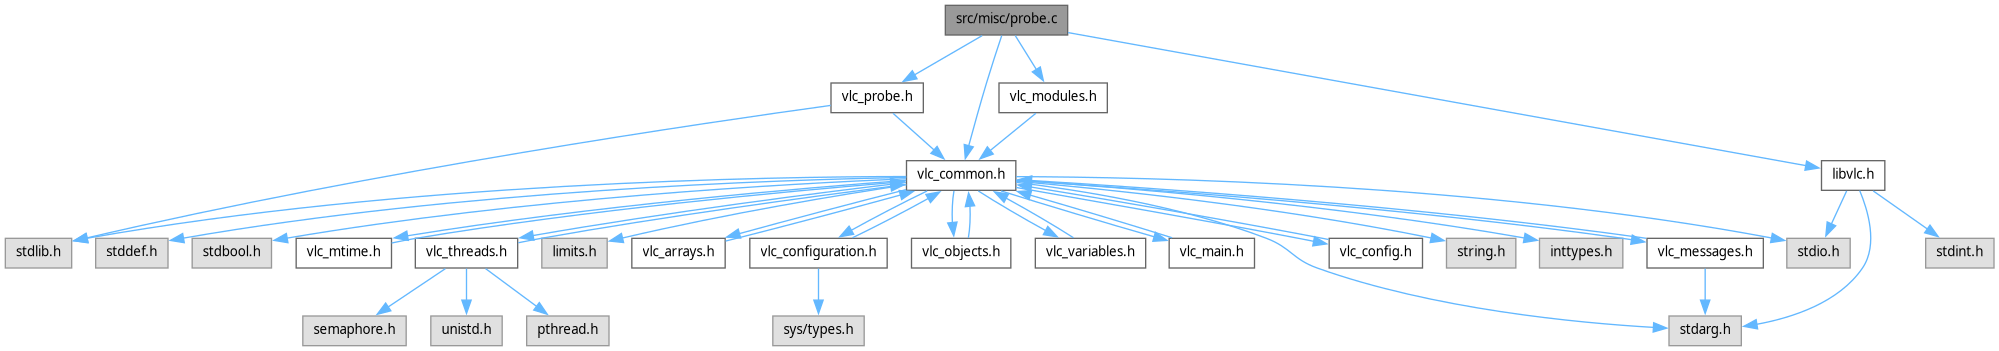 src/misc/probe.c
vlc_probe.h
vlc_modules.h
vlc_common.h
libvlc.h
stdlib.h
stddef.h
stdbool.h
vlc_mtime.h
vlc_threads.h
limits.h
vlc_arrays.h
vlc_configuration.h
vlc_objects.h
vlc_variables.h
vlc_main.h
vlc_config.h
string.h
inttypes.h
vlc_messages.h
stdio.h
stdint.h
semaphore.h
unistd.h
pthread.h
sys/types.h
stdarg.h